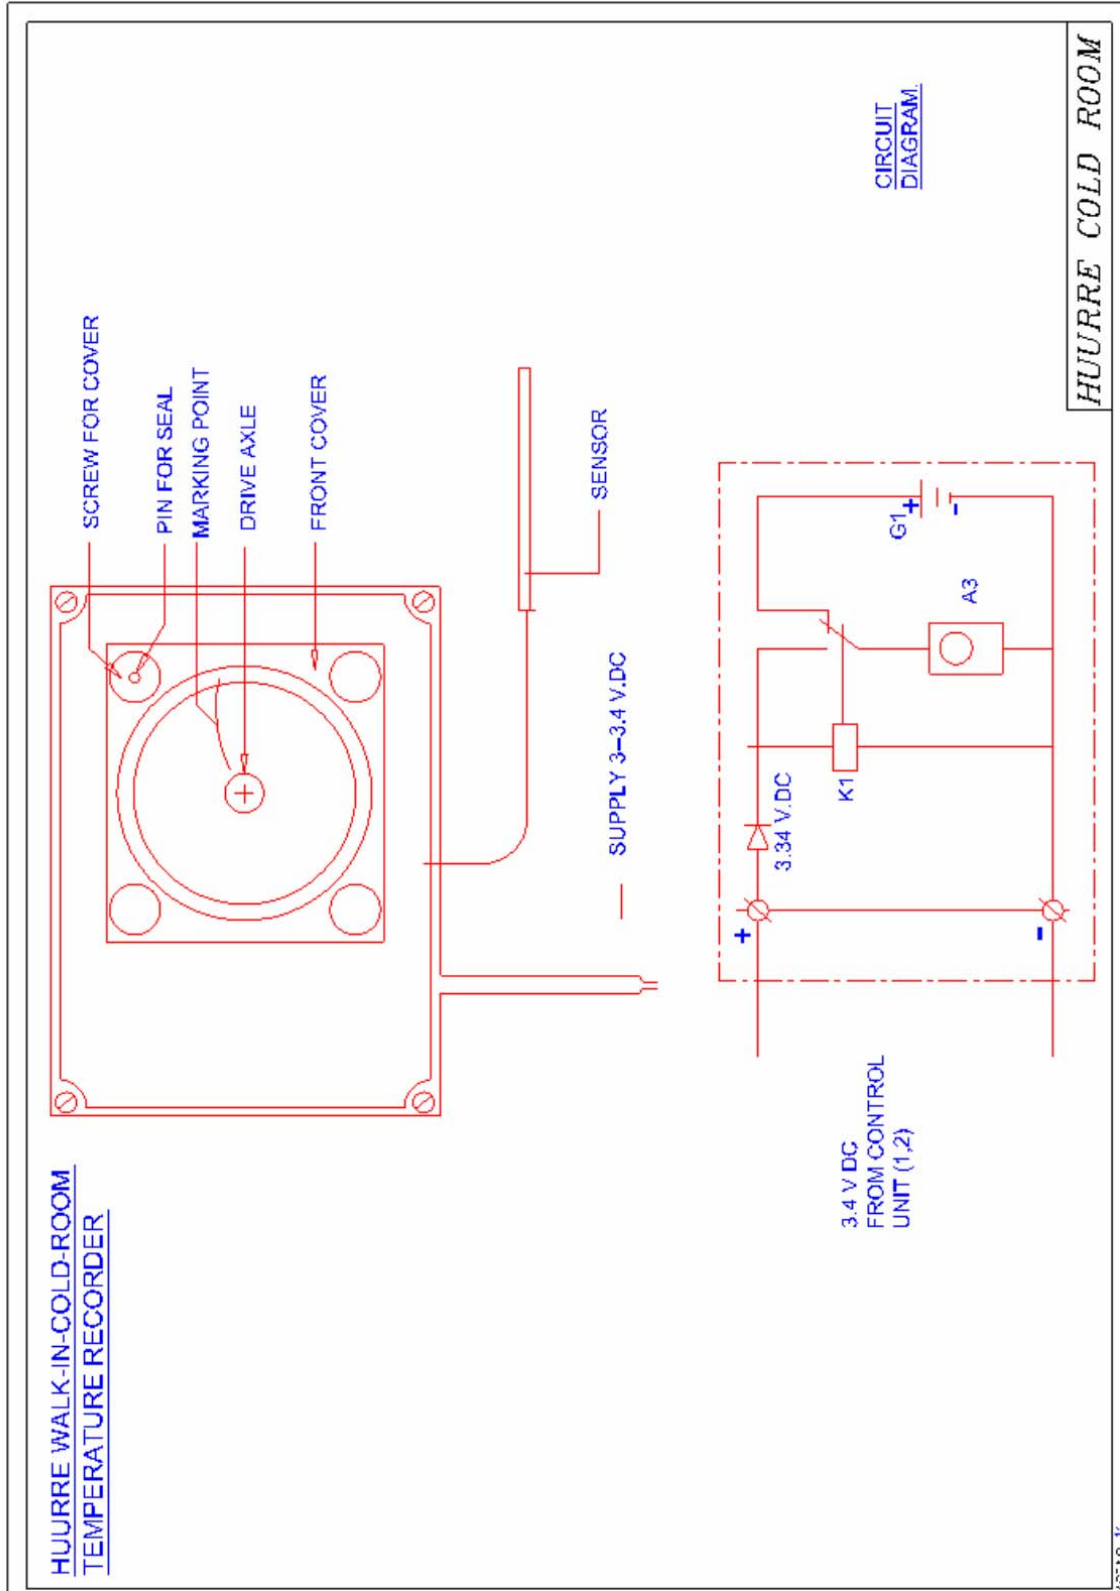 HUURRE WALK-IN-COLD-ROOM
TEMPERATURE RECORDER
SCREW FOR COVER
PIN FOR SEAL
MARKING POINT
DRIVE AXLE
FRONT COVER
SENSOR
SUPPLY 3-3.4 V.DC
CIRCUIT
DIAGRAM.
3.4 V DC
FROM CONTROL
UNIT (1,2)
+
-
3.34 V.DC
K1
A3
G1
+
-
HUURRE COLD ROOM